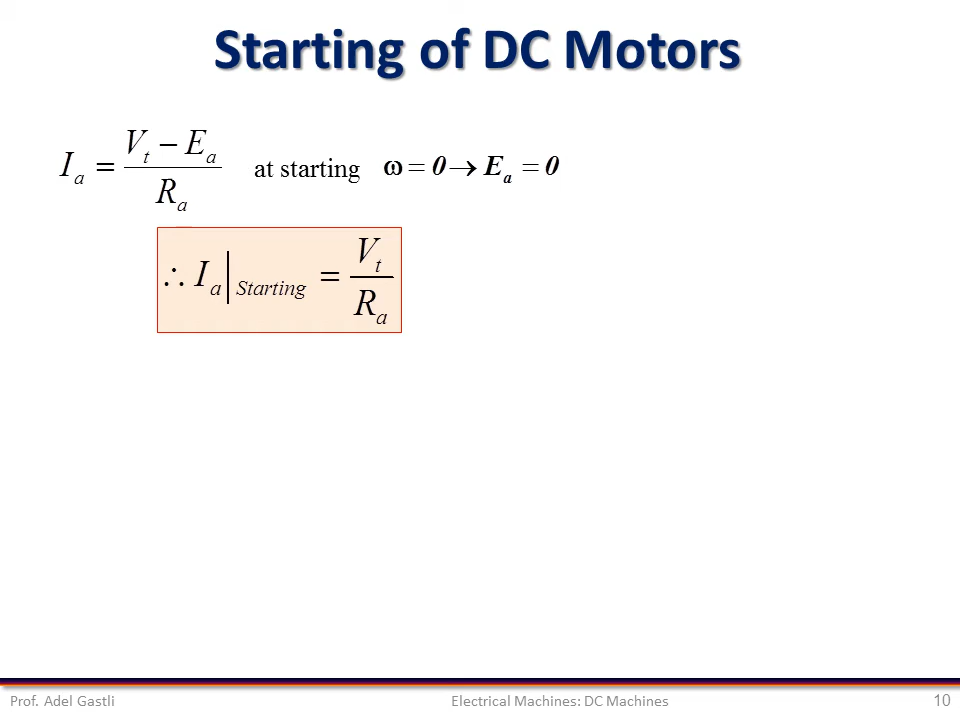 Starting of DC Motors
I_a = (V_t − E_a) / R_a at starting ω = 0 → E_a = 0
∴ I_a |_Starting = V_t / R_a
Prof. Adel Gastli Electrical Machines: DC Machines 10